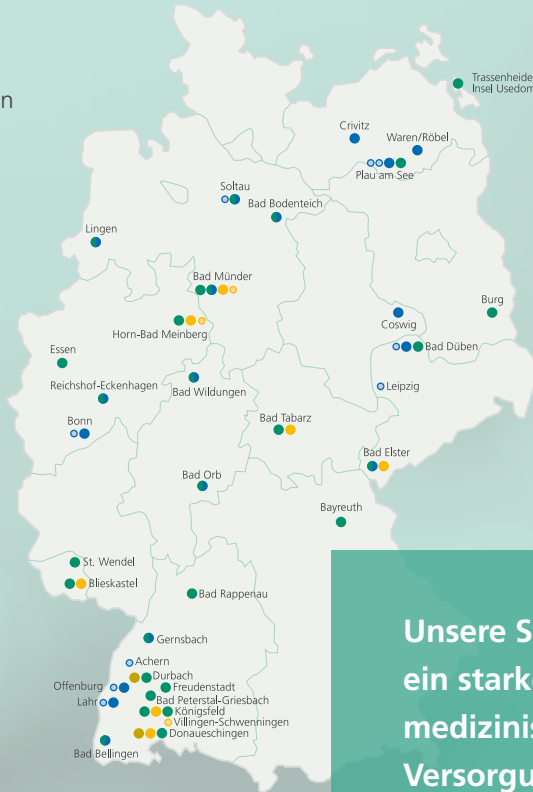 n
Trassenheide
Insel Usedom
Crivitz
Waren/Röbel
Plau am See
Soltau
Bad Bodenteich
Lingen
Bad Münder
Burg
Coswig
Horn-Bad Meinberg
Bad Düben
Essen
Leipzig
Reichshof-Eckenhagen
Bad Wildungen
Bonn
Bad Tabarz
Bad Elster
Bad Orb
Bayreuth
St. Wendel
Blieskastel
Bad Rappenau
Gernsbach
Achern
Durbach
Offenburg
Freudenstadt
Bad Peterstal-Griesbach
Lahr
Königsfeld
Villingen-Schwenningen
Donaueschingen
Bad Bellingen
Unsere S
ein stark
medizinis
Versorgu